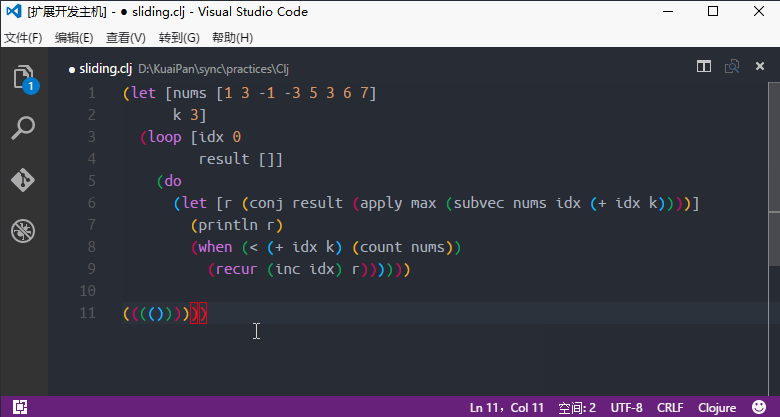 [扩展开发主机] - ● sliding.clj - Visual Studio Code
文件(F) 编辑(E) 查看(V) 转到(G) 帮助(H)
● sliding.clj D:\KuaiPan\sync\practices\Clj
1
1 (let [nums [1 3 -1 -3 5 3 6 7]
2 k 3]
3 (loop [idx 0
4 result []]
5 (do
6 (let [r (conj result (apply max (subvec nums idx (+ idx k))))]
7 (println r)
8 (when (< (+ idx k) (count nums))
9 (recur (inc idx) r))))))
10
11 (((())))))
Ln 11, Col 11 空格: 2 UTF-8 CRLF Clojure